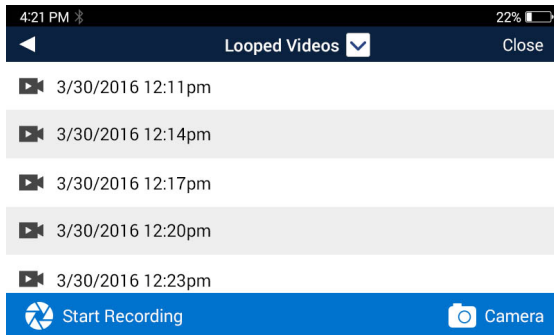 4:21 PM 22%
Looped Videos Close
3/30/2016 12:11pm
3/30/2016 12:14pm
3/30/2016 12:17pm
3/30/2016 12:20pm
3/30/2016 12:23pm
Start Recording Camera